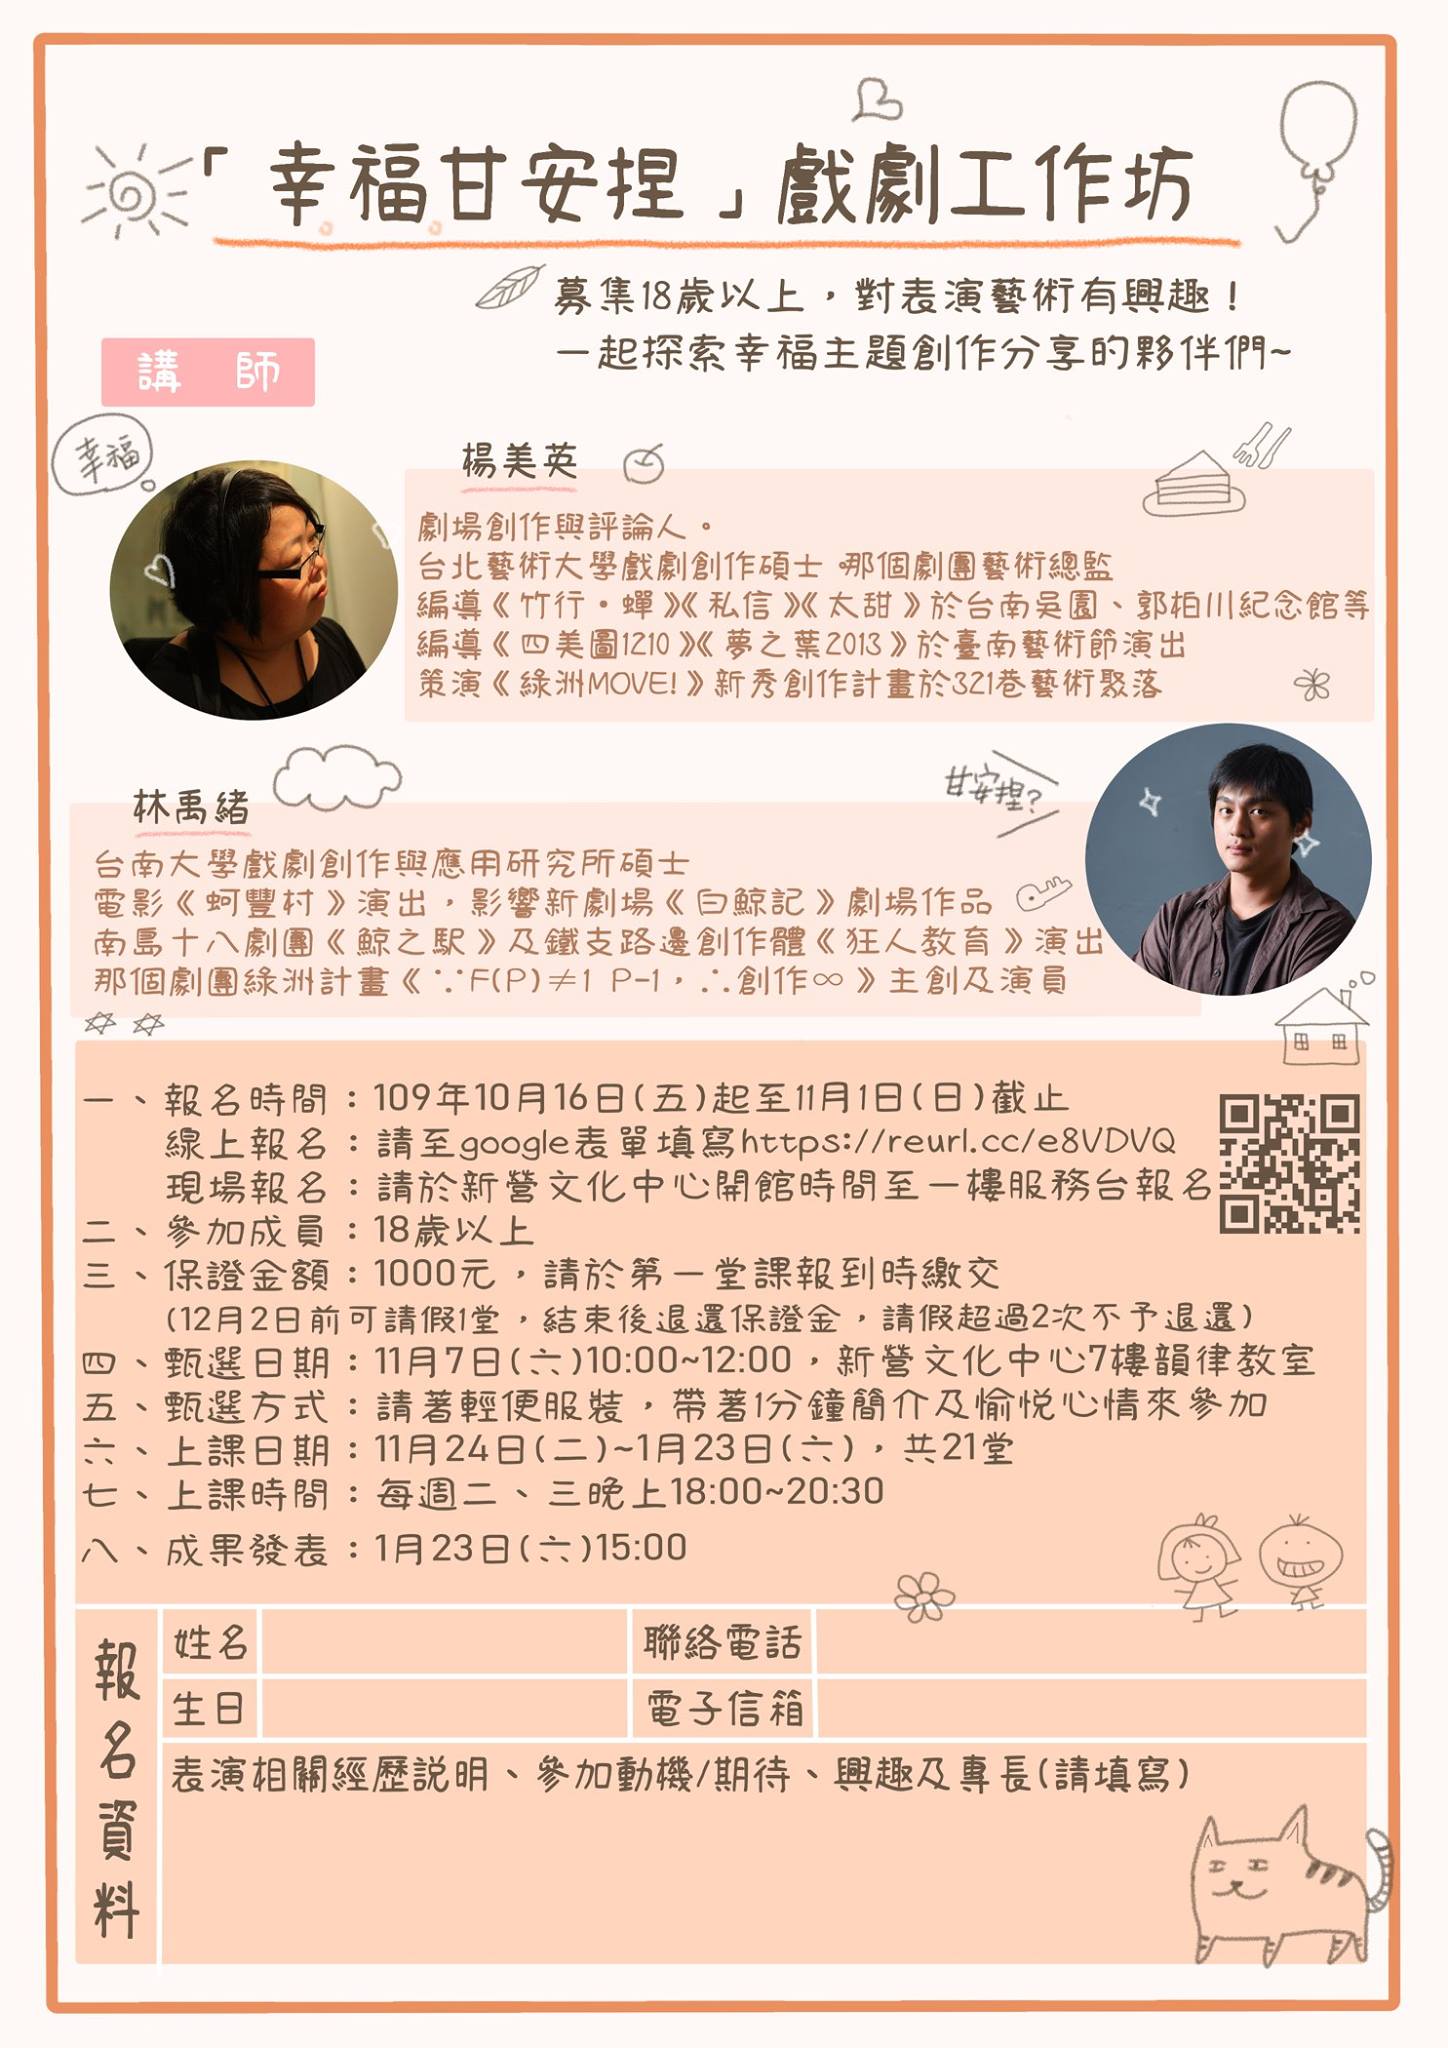 「幸福甘安捏」戲劇工作坊
募集18歲以上，對表演藝術有興趣！
一起探索幸福主題創作分享的夥伴們~
講 師
幸福
楊美英
劇場創作與評論人。
台北藝術大學戲劇創作碩士 那個劇團藝術總監
編導《竹行・蟬》《私信》《太甜》於台南吳園、郭柏川紀念館等
編導《四美圖1210》《夢之葉2013》於臺南藝術節演出
策演《綠洲MOVE!》新秀創作計畫於321巷藝術聚落
甘安捏?
林禹緒
台南大學戲劇創作與應用研究所碩士
電影《蚵豐村》演出，影響新劇場《白鯨記》劇場作品
南島十八劇團《鯨之駅》及鐵支路邊創作體《狂人教育》演出
那個劇團綠洲計畫《∵F(P)≠1 P-1，∴創作∞》主創及演員
一、報名時間：109年10月16日(五)起至11月1日(日)截止
線上報名：請至google表單填寫https://reurl.cc/e8VDVQ
現場報名：請於新營文化中心開館時間至一樓服務台報名
二、參加成員：18歲以上
三、保證金額：1000元，請於第一堂課報到時繳交
(12月2日前可請假1堂，結束後退還保證金，請假超過2次不予退還)
四、甄選日期：11月7日(六)10:00~12:00，新營文化中心7樓韻律教室
五、甄選方式：請著輕便服裝，帶著1分鐘簡介及愉悅心情來參加
六、上課日期：11月24日(二)~1月23日(六)，共21堂
七、上課時間：每週二、三晚上18:00~20:30
八、成果發表：1月23日(六)15:00
報名資料
姓名
聯絡電話
生日
電子信箱
表演相關經歷說明、參加動機/期待、興趣及專長(請填寫)